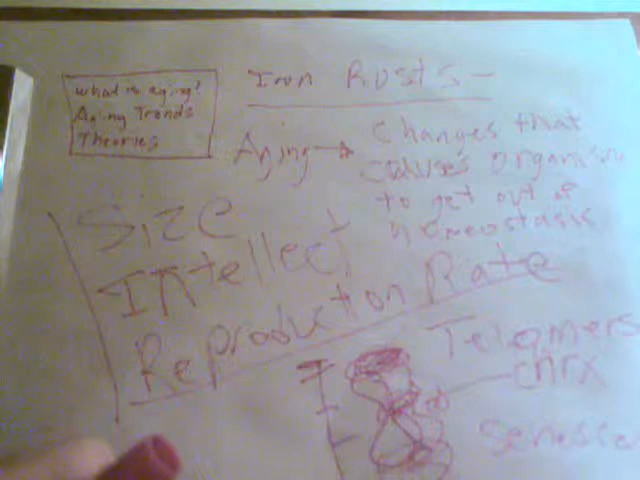 what is aging?
Aging Trends
Theories
Iron Rusts -
Aging → Changes that
causes organism
to get out of
homeostasis
Size
Intellect
Reproduction Rate
Telomers
chrx